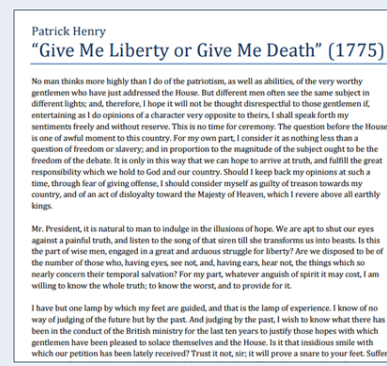 Patrick Henry
“Give Me Liberty or Give Me Death” (1775)
No man thinks more highly than I do of the patriotism, as well as abilities, of the very worthy
gentlemen who have just addressed the House. But different men often see the same subject in
different lights; and, therefore, I hope it will not be thought disrespectful to those gentlemen if,
entertaining as I do opinions of a character very opposite to theirs, I shall speak forth my
sentiments freely and without reserve. This is no time for ceremony. The question before the House
is one of awful moment to this country. For my own part, I consider it as nothing less than a
question of freedom or slavery; and in proportion to the magnitude of the subject ought to be the
freedom of the debate. It is only in this way that we can hope to arrive at truth, and fulfill the great
responsibility which we hold to God and our country. Should I keep back my opinions at such a
time, through fear of giving offense, I should consider myself as guilty of treason towards my
country, and of an act of disloyalty toward the Majesty of Heaven, which I revere above all earthly
kings.
Mr. President, it is natural to man to indulge in the illusions of hope. We are apt to shut our eyes
against a painful truth, and listen to the song of that siren till she transforms us into beasts. Is this
the part of wise men, engaged in a great and arduous struggle for liberty? Are we disposed to be of
the number of those who, having eyes, see not, and, having ears, hear not, the things which so
nearly concern their temporal salvation? For my part, whatever anguish of spirit it may cost, I am
willing to know the whole truth; to know the worst, and to provide for it.
I have but one lamp by which my feet are guided, and that is the lamp of experience. I know of no
way of judging of the future but by the past. And judging by the past, I wish to know what there has
been in the conduct of the British ministry for the last ten years to justify those hopes with which
gentlemen have been pleased to solace themselves and the House. Is it that insidious smile with
which our petition has been lately received? Trust it not, sir; it will prove a snare to your feet. Suffer